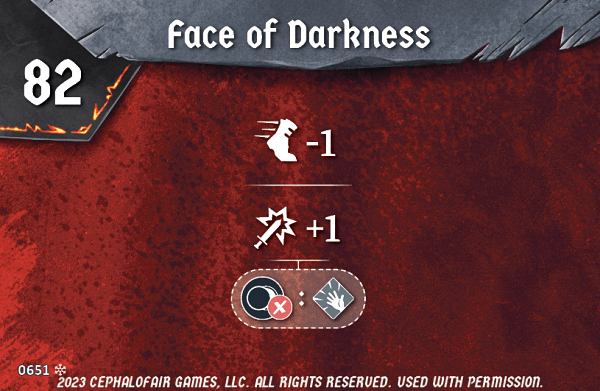 Face of Darkness
82
-1
+1
:
0651
2023 CEPHALOFAIR GAMES, LLC. ALL RIGHTS RESERVED. USED WITH PERMISSION.